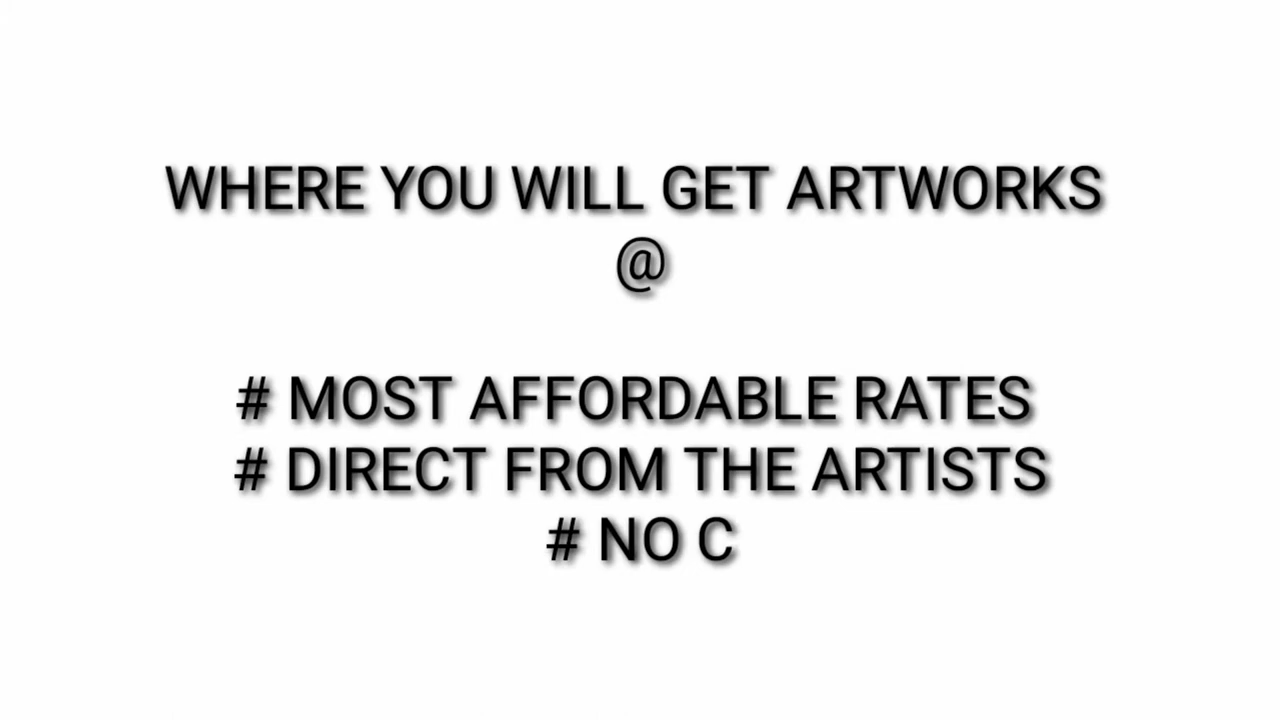 WHERE YOU WILL GET ARTWORKS
@
# MOST AFFORDABLE RATES
# DIRECT FROM THE ARTISTS
# NO C